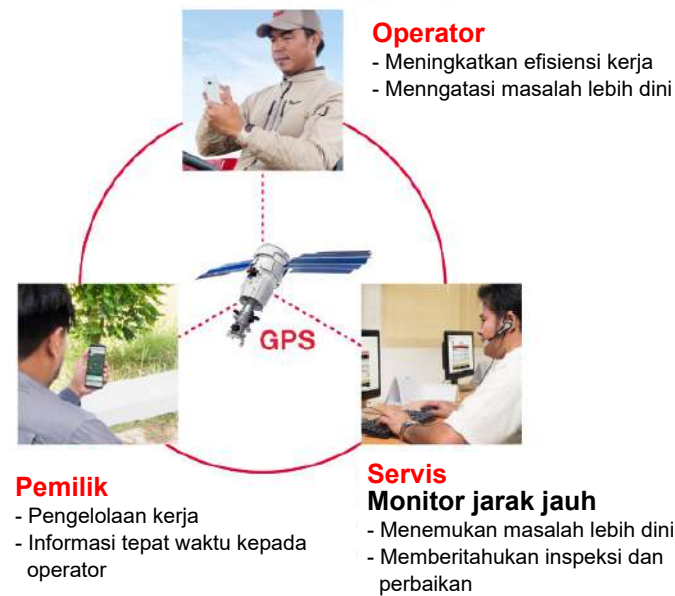 Operator
- Meningkatkan efisiensi kerja
- Menngatasi masalah lebih dini
GPS
Pemilik
- Pengelolaan kerja
- Informasi tepat waktu kepada
operator
Servis
Monitor jarak jauh
- Menemukan masalah lebih dini
- Memberitahukan inspeksi dan
perbaikan